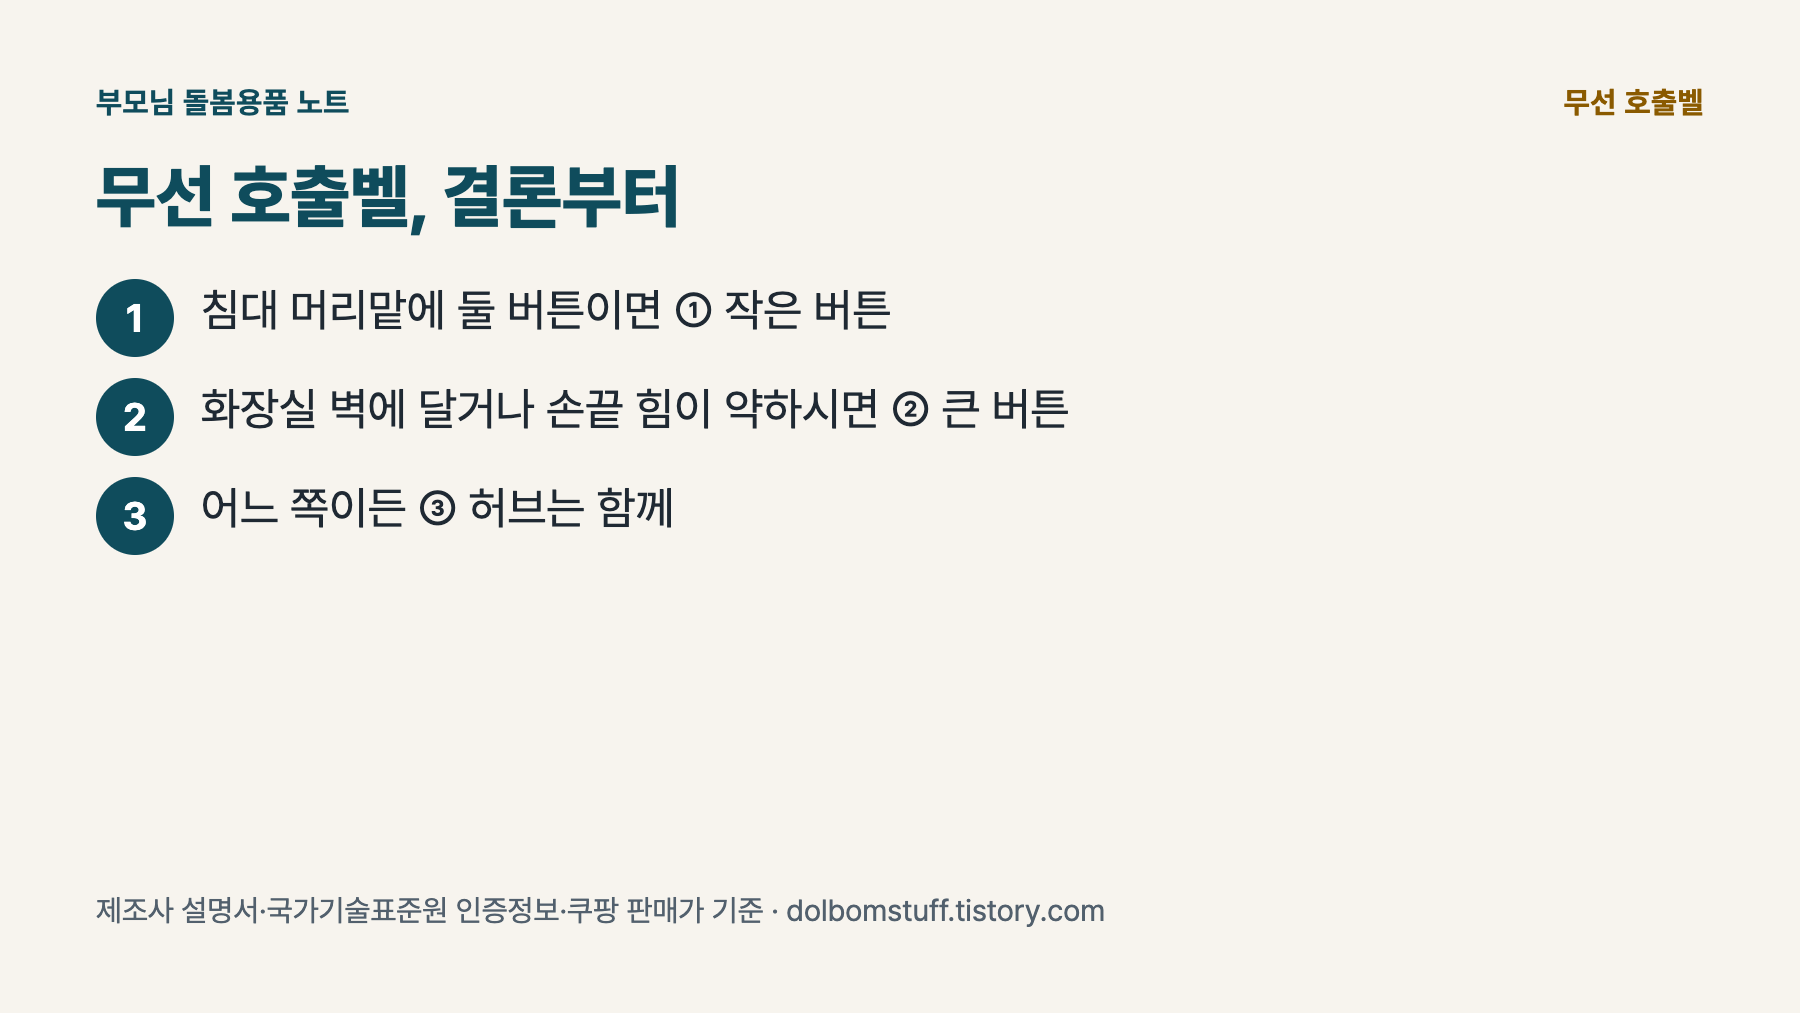 부모님 돌봄용품 노트
무선 호출벨
무선 호출벨, 결론부터
1 침대 머리맡에 둘 버튼이면 ① 작은 버튼
2 화장실 벽에 달거나 손끝 힘이 약하시면 ② 큰 버튼
3 어느 쪽이든 ③ 허브는 함께
제조사 설명서·국가기술표준원 인증정보·쿠팡 판매가 기준 · dolbomstuff.tistory.com